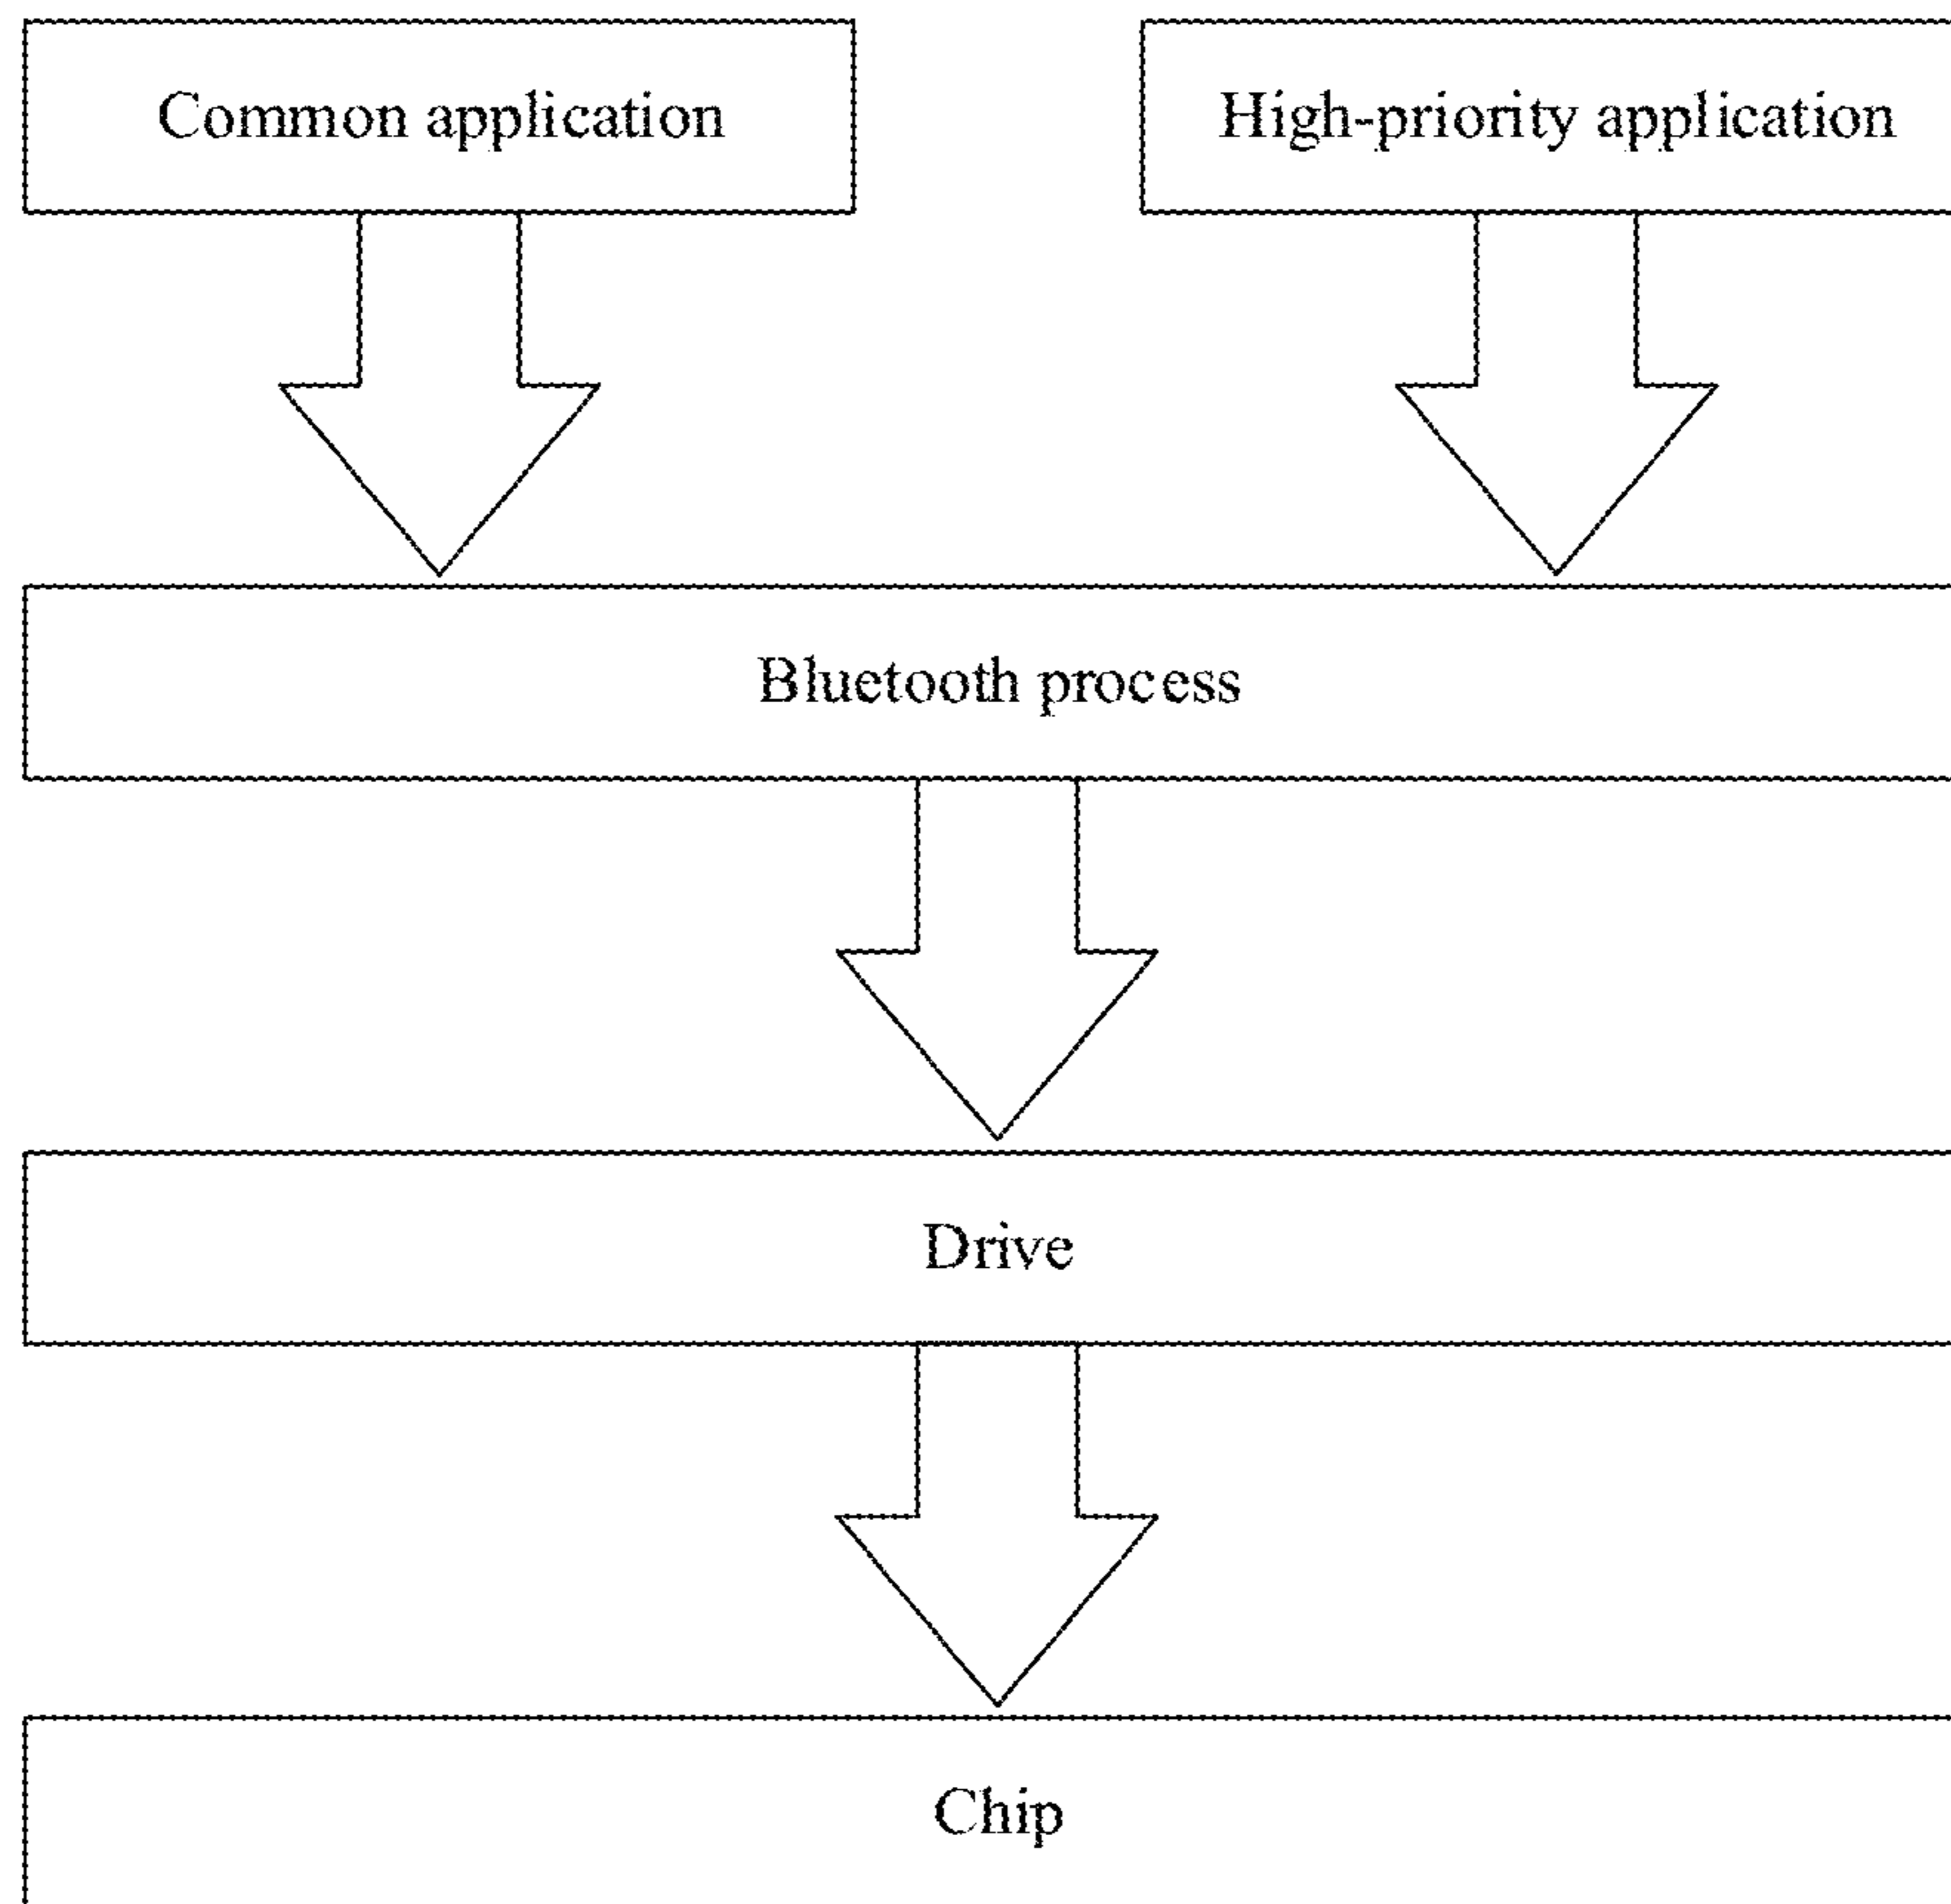 Common application
High-priority application
Bluetooth process
Drive
Chip